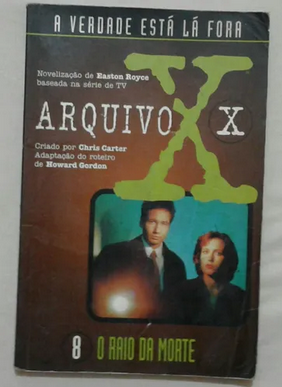 A VERDADE ESTÁ LÁ FORA
Novelização de Easton Royce
baseada na série de TV
X
ARQUIVO X
Criado por Chris Carter
Adaptação do roteiro
de Howard Gordon
8 O RAIO DA MORTE